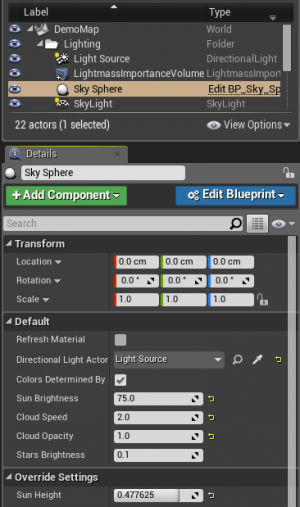 Label Type
DemoMap World
Lighting Folder
Light Source DirectionalLight
LightmassImportanceVolume LightmassImport
Sky Sphere Edit BP_Sky_Sp
SkyLight SkyLight
22 actors (1 selected) View Options
Details
Sky Sphere
+ Add Component Edit Blueprint
Search
Transform
Location 0.0 cm 0.0 cm 0.0 cm
Rotation 0.0 ° 0.0 ° 0.0 °
Scale 1.0 1.0 1.0
Default
Refresh Material
Directional Light Actor Light Source
Colors Determined By
Sun Brightness 75.0
Cloud Speed 2.0
Cloud Opacity 1.0
Stars Brightness 0.1
Override Settings
Sun Height 0.477625